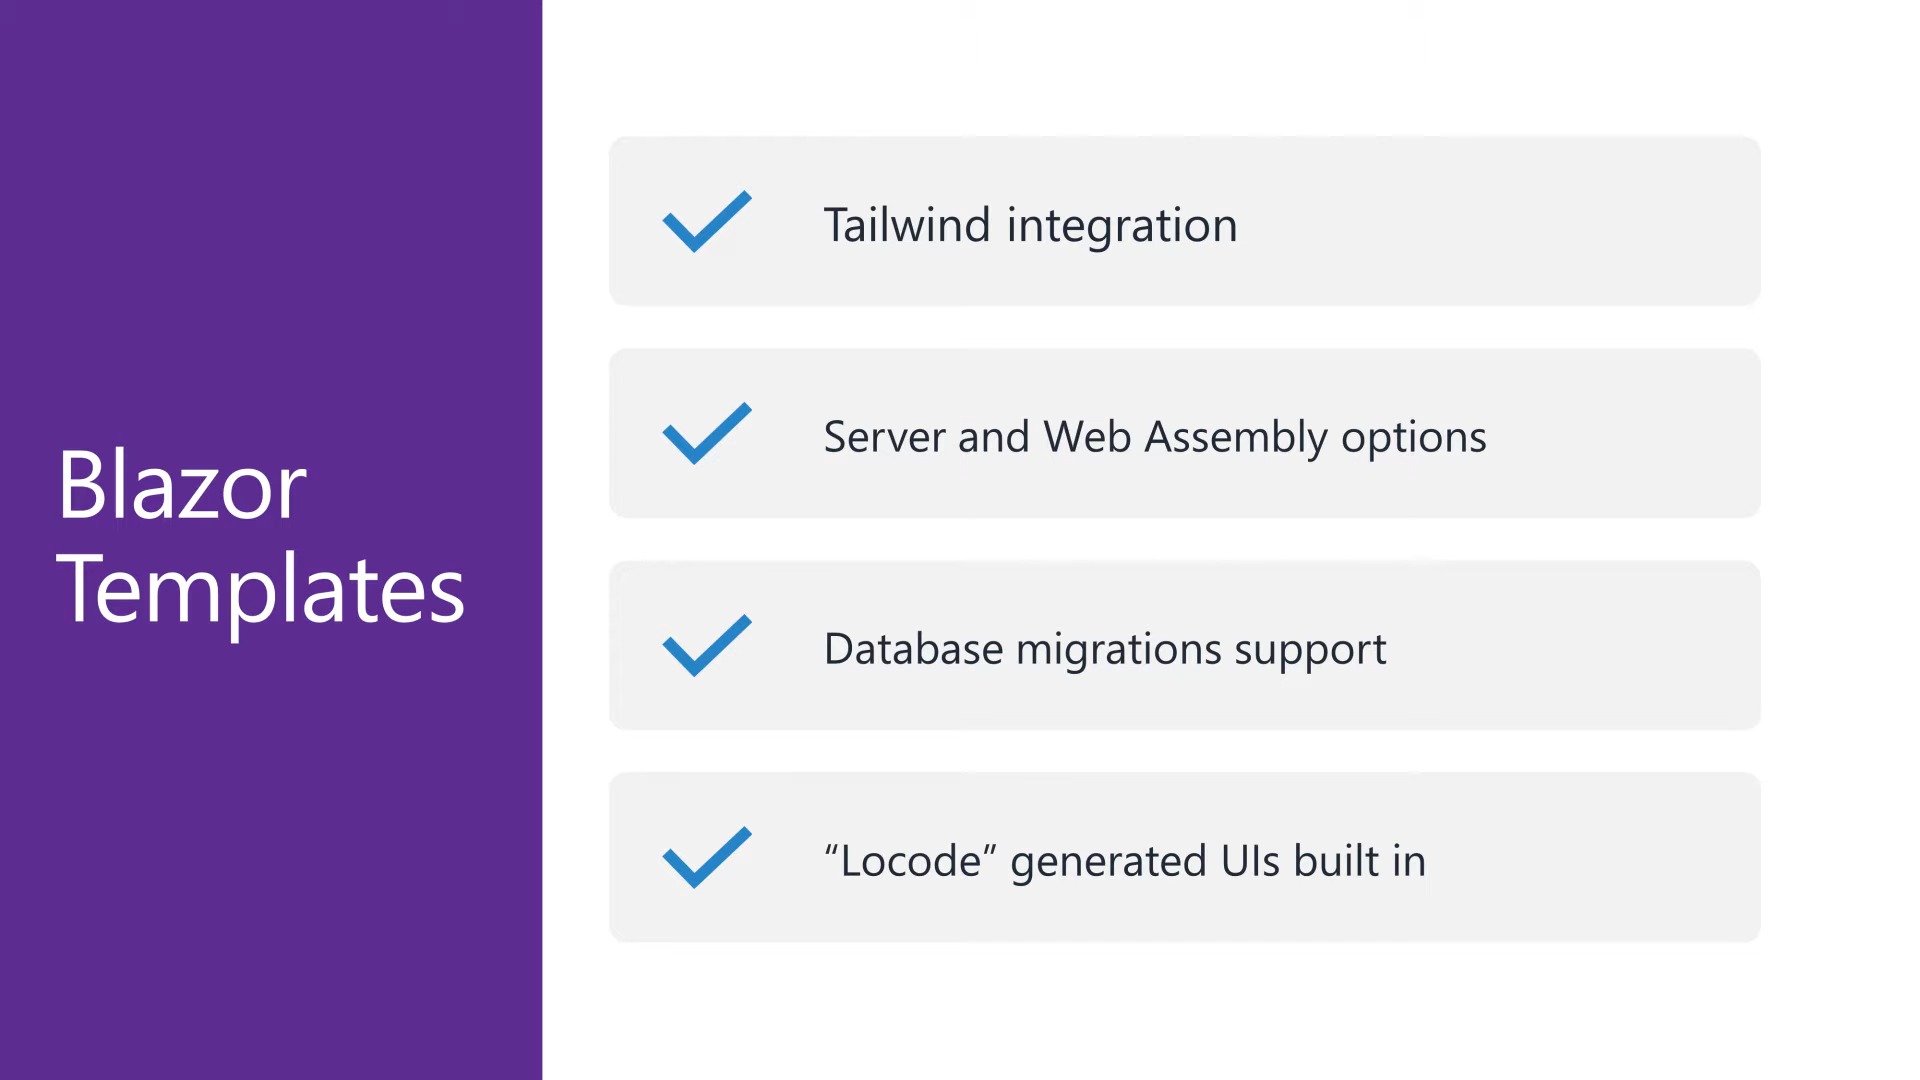 Blazor
Templates
Tailwind integration
Server and Web Assembly options
Database migrations support
“Locode” generated UIs built in